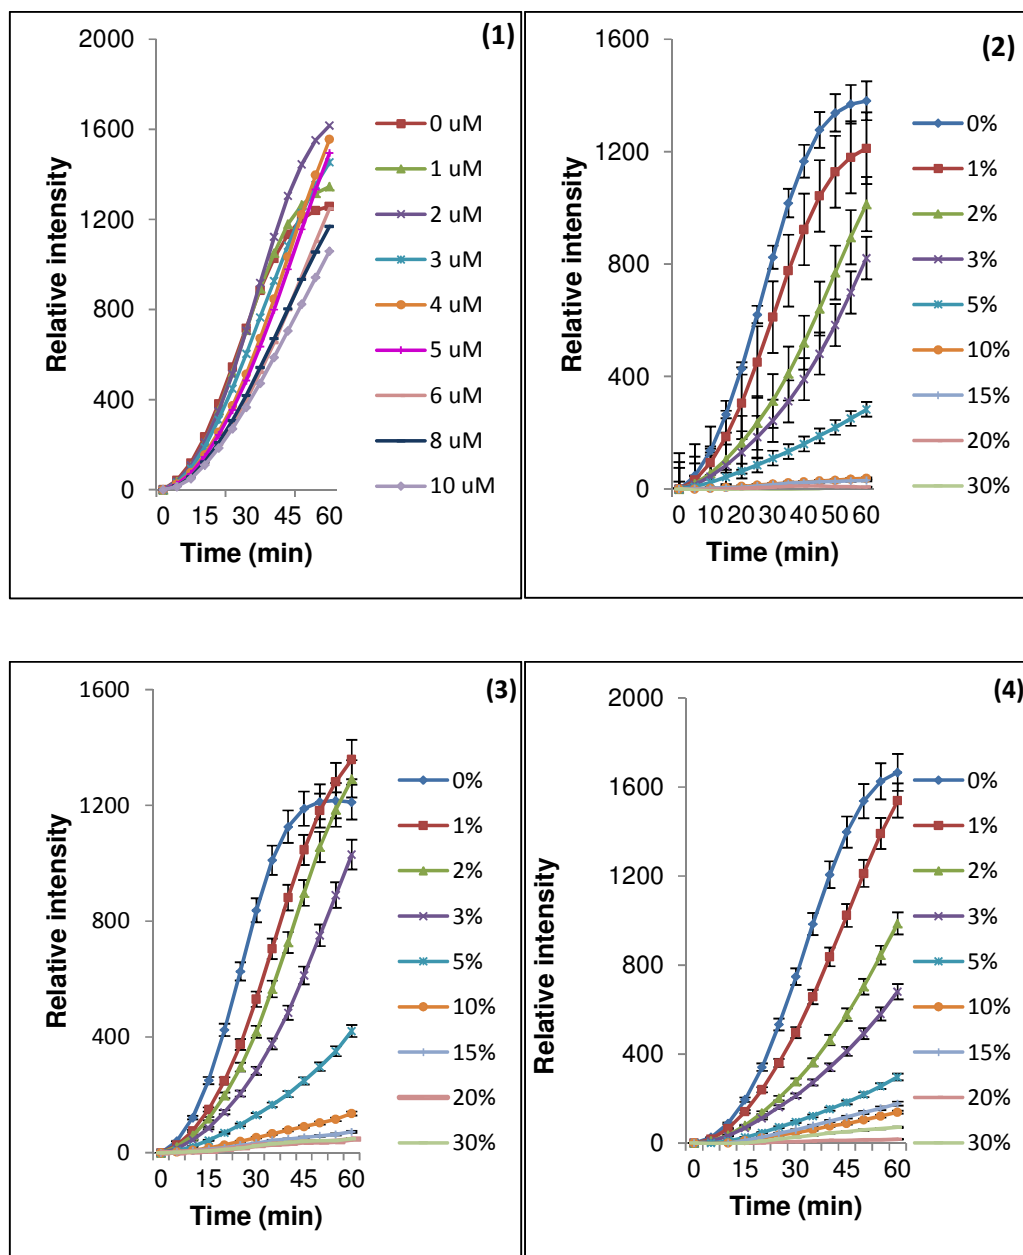 (1)
2000
1600
1200
800
400
0
Relative intensity
0 15 30 45 60
Time (min)
0 uM
1 uM
2 uM
3 uM
4 uM
5 uM
6 uM
8 uM
10 uM
(2)
1600
1200
800
400
0
Relative intensity
0 10 20 30 40 50 60
Time (min)
0%
1%
2%
3%
5%
10%
15%
20%
30%
(3)
1600
1200
800
400
0
Relative intensity
0 15 30 45 60
Time (min)
0%
1%
2%
3%
5%
10%
15%
20%
30%
(4)
2000
1600
1200
800
400
0
Relative intensity
0 15 30 45 60
Time (min)
0%
1%
2%
3%
5%
10%
15%
20%
30%